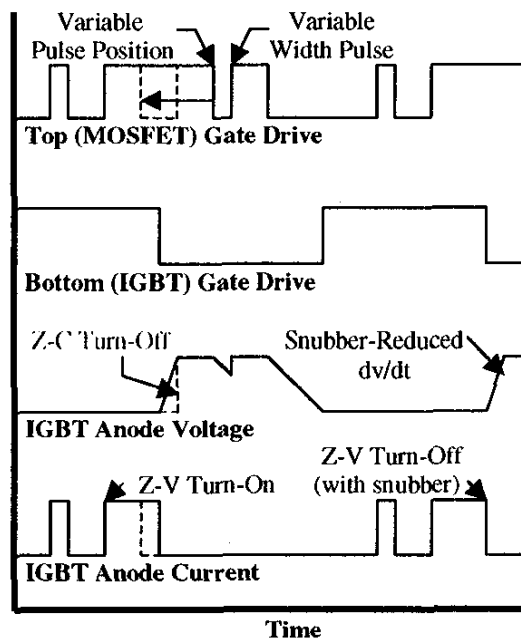 Variable
Pulse Position
Variable
Width Pulse
Top (MOSFET) Gate Drive
Bottom (IGBT) Gate Drive
Z-C Turn-Off
Snubber-Reduced
dv/dt
IGBT Anode Voltage
Z-V Turn-On
Z-V Turn-Off
(with snubber)
IGBT Anode Current
Time